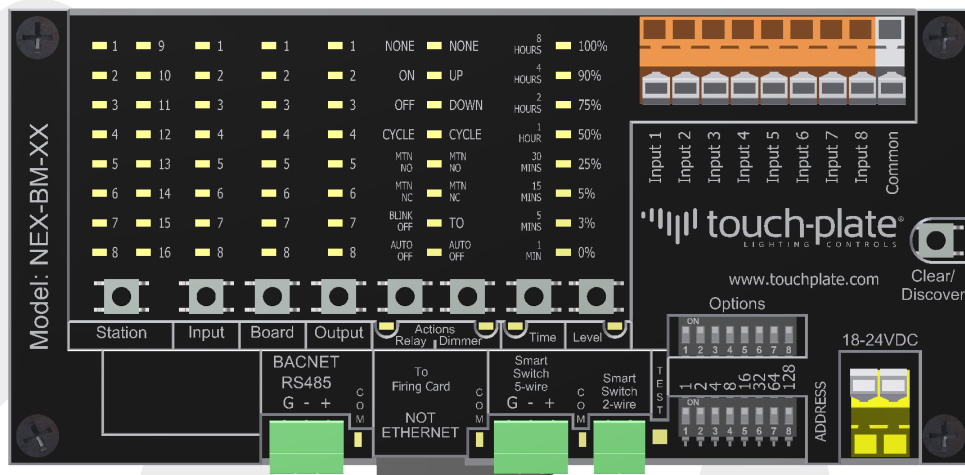 Model: NEX-BM-XX
1 9 1 1 1 NONE NONE 8 HOURS 100%
2 10 2 2 2 ON UP 4 HOURS 90%
3 11 3 3 3 OFF DOWN 2 HOURS 75%
4 12 4 4 4 CYCLE CYCLE 1 HOUR 50%
5 13 5 5 5 MTN NO MTN NO 30 MINS 25%
6 14 6 6 6 MTN NC MTN NC 15 MINS 5%
7 15 7 7 7 BLINK OFF TO 5 MINS 3%
8 16 8 8 8 AUTO OFF AUTO OFF 1 MIN 0%
Station Input Board Output Actions Time Level
Relay Dimmer
Input 1
Input 2
Input 3
Input 4
Input 5
Input 6
Input 7
Input 8
Common
touch-plate®
LIGHTING CONTROLS
www.touchplate.com
Clear/
Discover
Options
ON
1 2 3 4 5 6 7 8
1 2 4 8 16 32 64 128
ON
1 2 3 4 5 6 7 8
ADDRESS
18-24VDC
BACNET
RS485
G - +
COM
To
Firing Card
NOT
ETHERNET
COM
Smart
Switch
5-wire
G - +
COM
Smart
Switch
2-wire
TEST